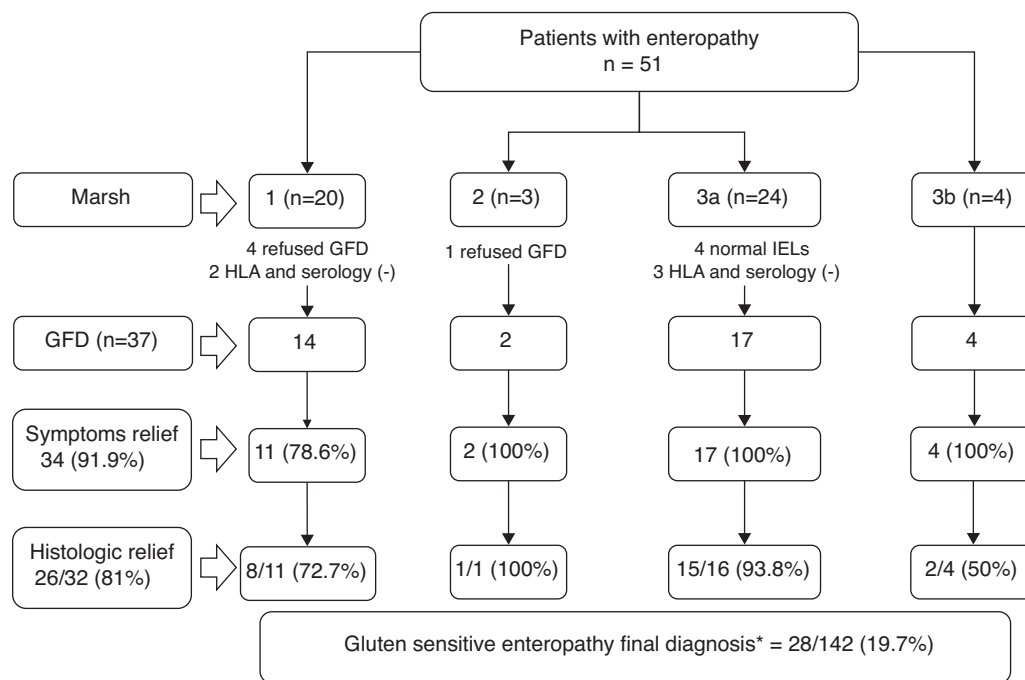 Patients with enteropathy
n = 51
Marsh
1 (n=20)
2 (n=3)
3a (n=24)
3b (n=4)
4 refused GFD
2 HLA and serology (-)
1 refused GFD
4 normal IELs
3 HLA and serology (-)
GFD (n=37)
14
2
17
4
Symptoms relief
34 (91.9%)
11 (78.6%)
2 (100%)
17 (100%)
4 (100%)
Histologic relief
26/32 (81%)
8/11 (72.7%)
1/1 (100%)
15/16 (93.8%)
2/4 (50%)
Gluten sensitive enteropathy final diagnosis* = 28/142 (19.7%)